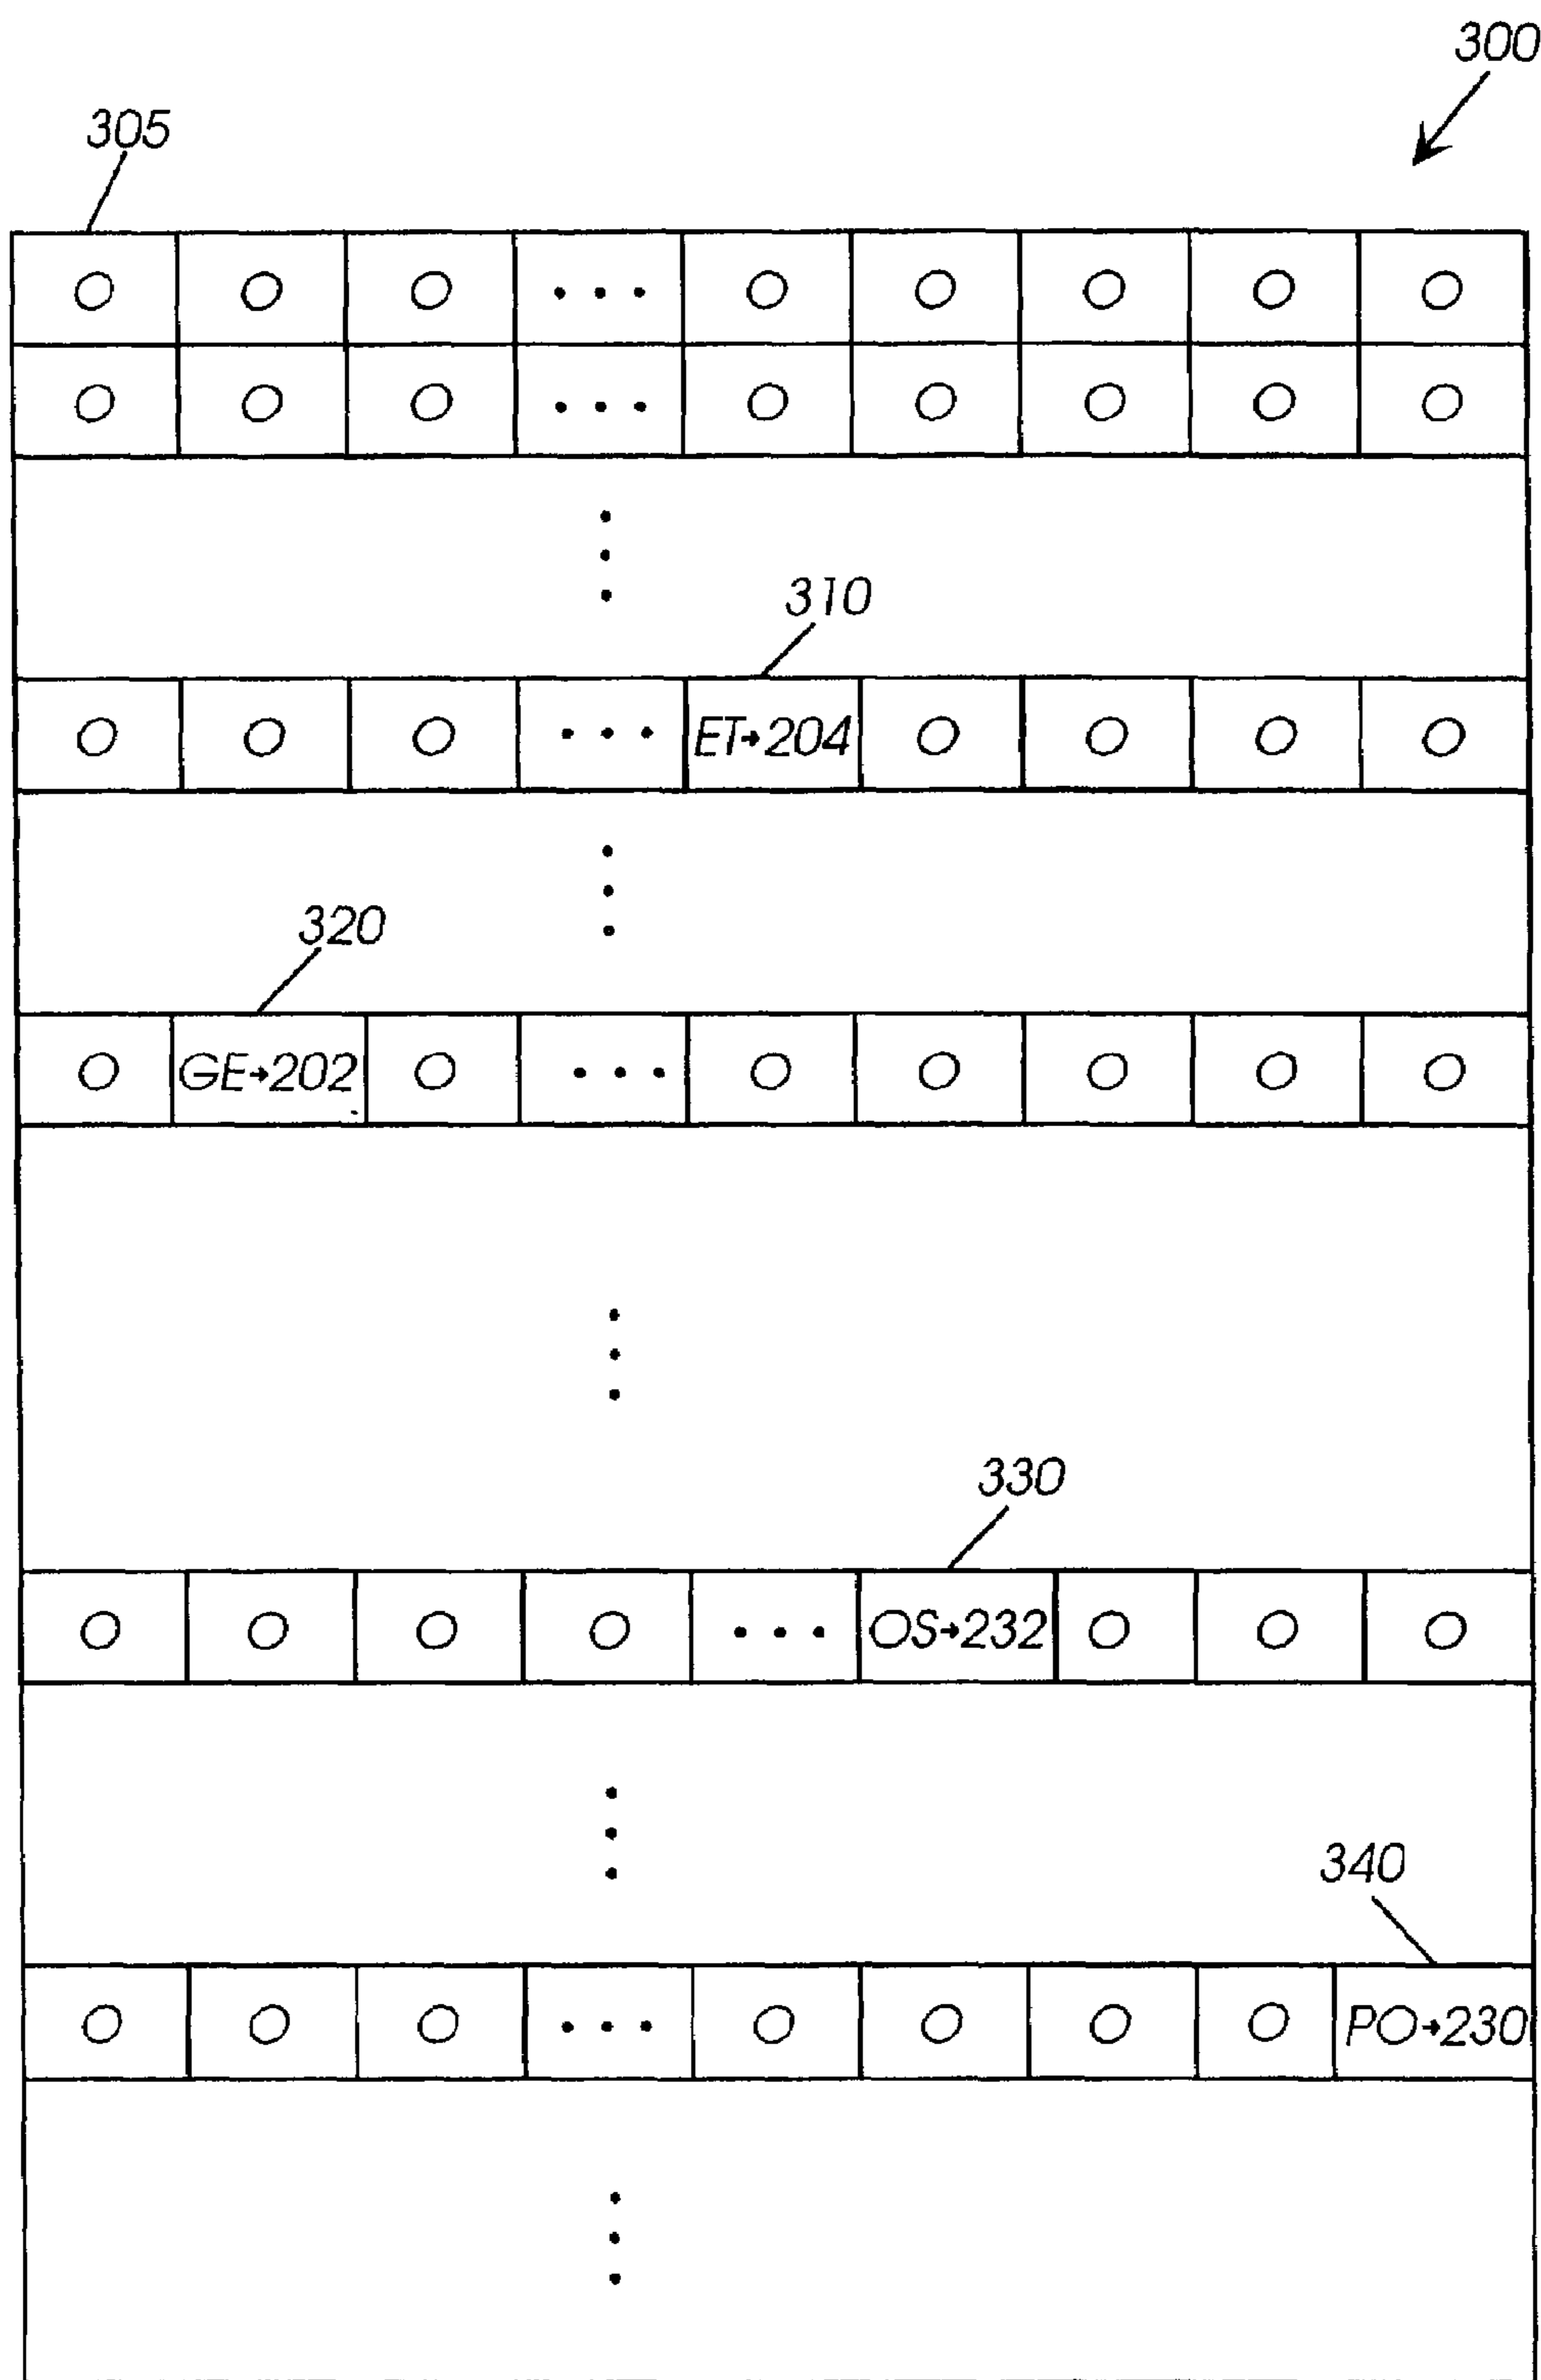 300
305
O O O ... O O O O O
O O O ... O O O O O
310
O O O ... ET→204 O O O O
320
O GE→202 O ... O O O O O
330
O O O O ... OS→232 O O O
340
O O O ... O O O O PO→230